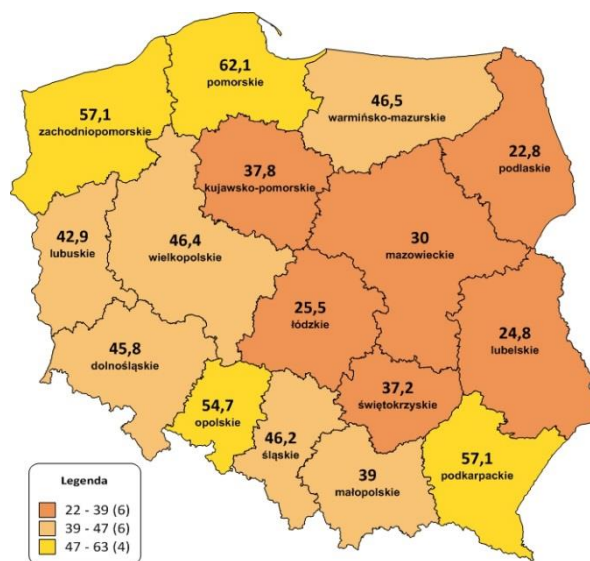 62,1
pomorskie
57,1
zachodniopomorskie
46,5
warmińsko-mazurskie
22,8
podlaskie
37,8
kujawsko-pomorskie
42,9
lubuskie
46,4
wielkopolskie
30
mazowieckie
25,5
łódzkie
24,8
lubelskie
45,8
dolnośląskie
54,7
opolskie
46,2
śląskie
37,2
świętokrzyskie
39
małopolskie
57,1
podkarpackie
Legenda
22 - 39 (6)
39 - 47 (6)
47 - 63 (4)